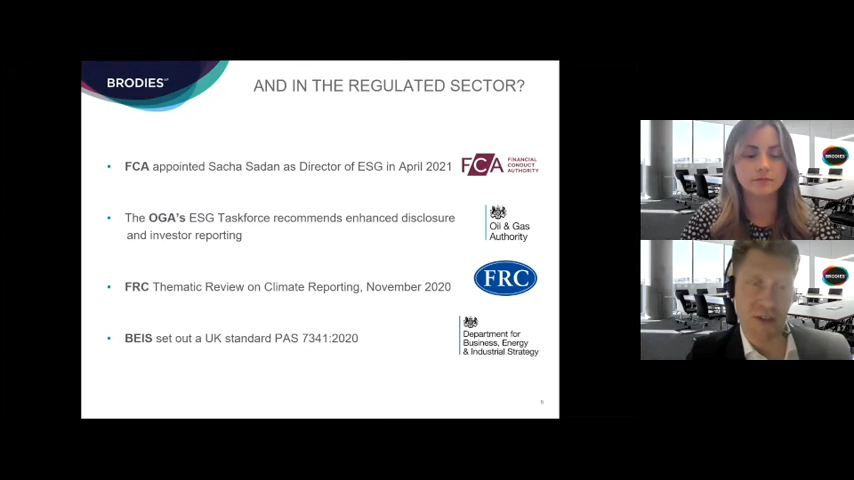 BRODIES LLP
AND IN THE REGULATED SECTOR?
• FCA appointed Sacha Sadan as Director of ESG in April 2021
FCA FINANCIAL
CONDUCT
AUTHORITY
• The OGA's ESG Taskforce recommends enhanced disclosure
and investor reporting
Oil & Gas
Authority
• FRC Thematic Review on Climate Reporting, November 2020
FRC
• BEIS set out a UK standard PAS 7341:2020
Department for
Business, Energy
& Industrial Strategy
BRODIES
BRODIES